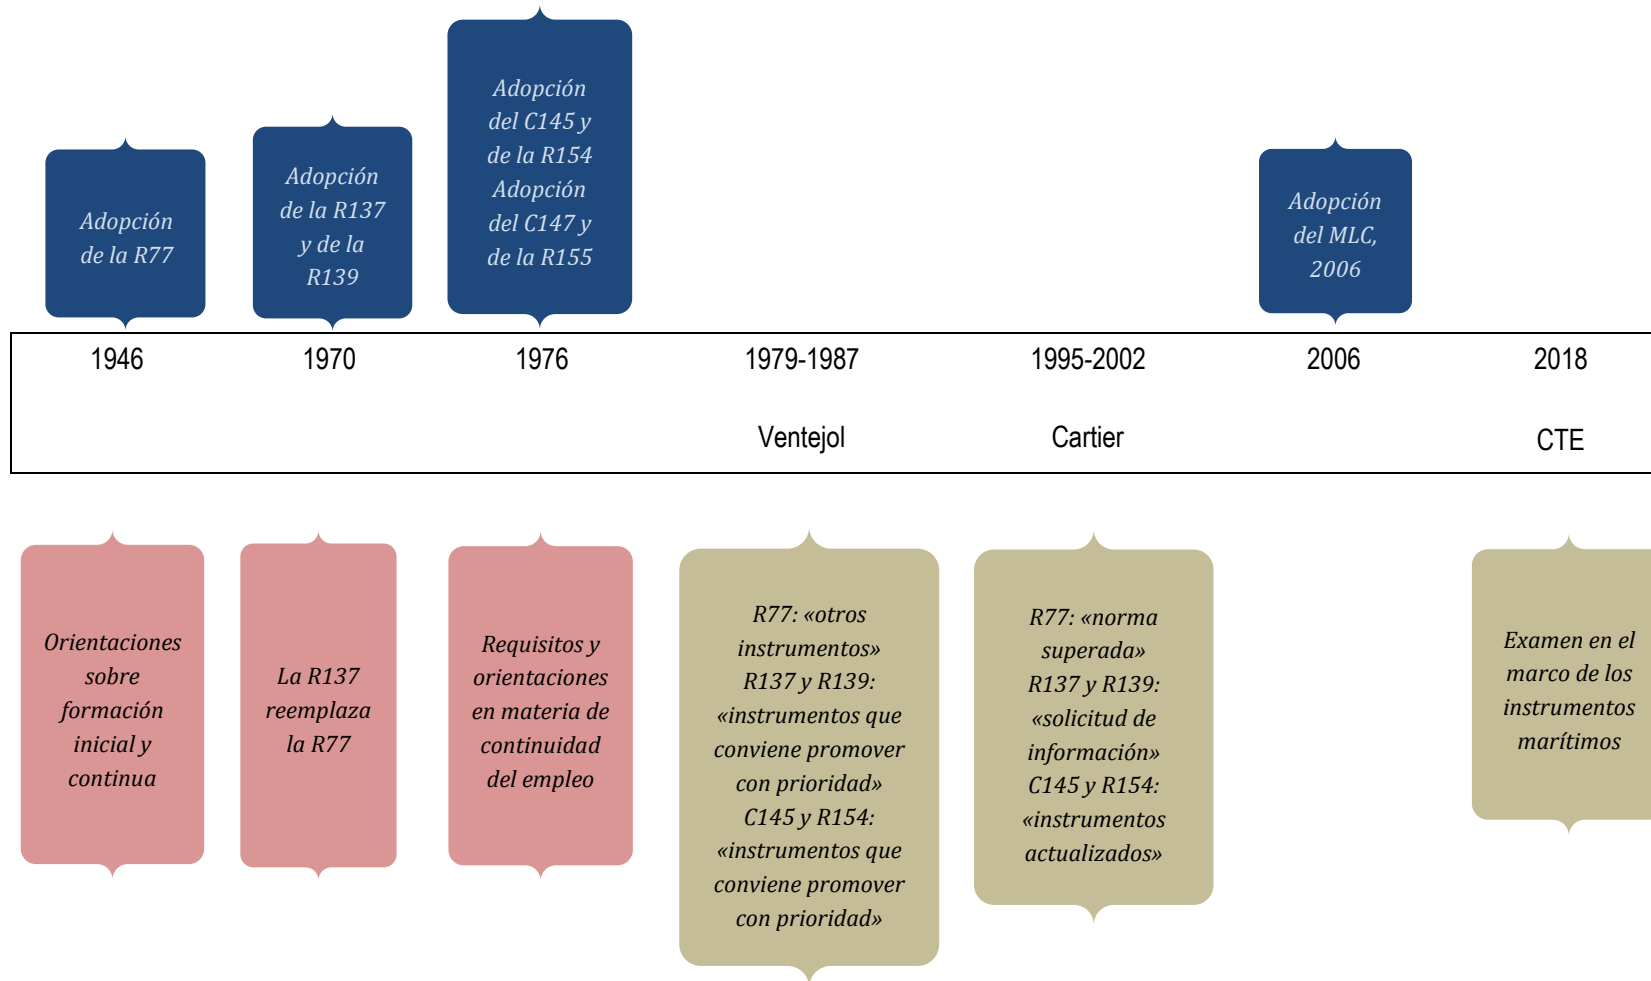 Adopción
de la R77
Adopción
de la R137
y de la
R139
Adopción
del C145 y
de la R154
Adopción
del C147 y
de la R155
Adopción
del MLC,
2006
1946
1970
1976
1979-1987
1995-2002
2006
2018
Ventejol
Cartier
CTE
Orientaciones
sobre
formación
inicial y
continua
La R137
reemplaza
la R77
Requisitos y
orientaciones
en materia de
continuidad
del empleo
R77: «otros
instrumentos»
R137 y R139:
«instrumentos que
conviene promover
con prioridad»
C145 y R154:
«instrumentos que
conviene promover
con prioridad»
R77: «norma
superada»
R137 y R139:
«solicitud de
información»
C145 y R154:
«instrumentos
actualizados»
Examen en el
marco de los
instrumentos
marítimos